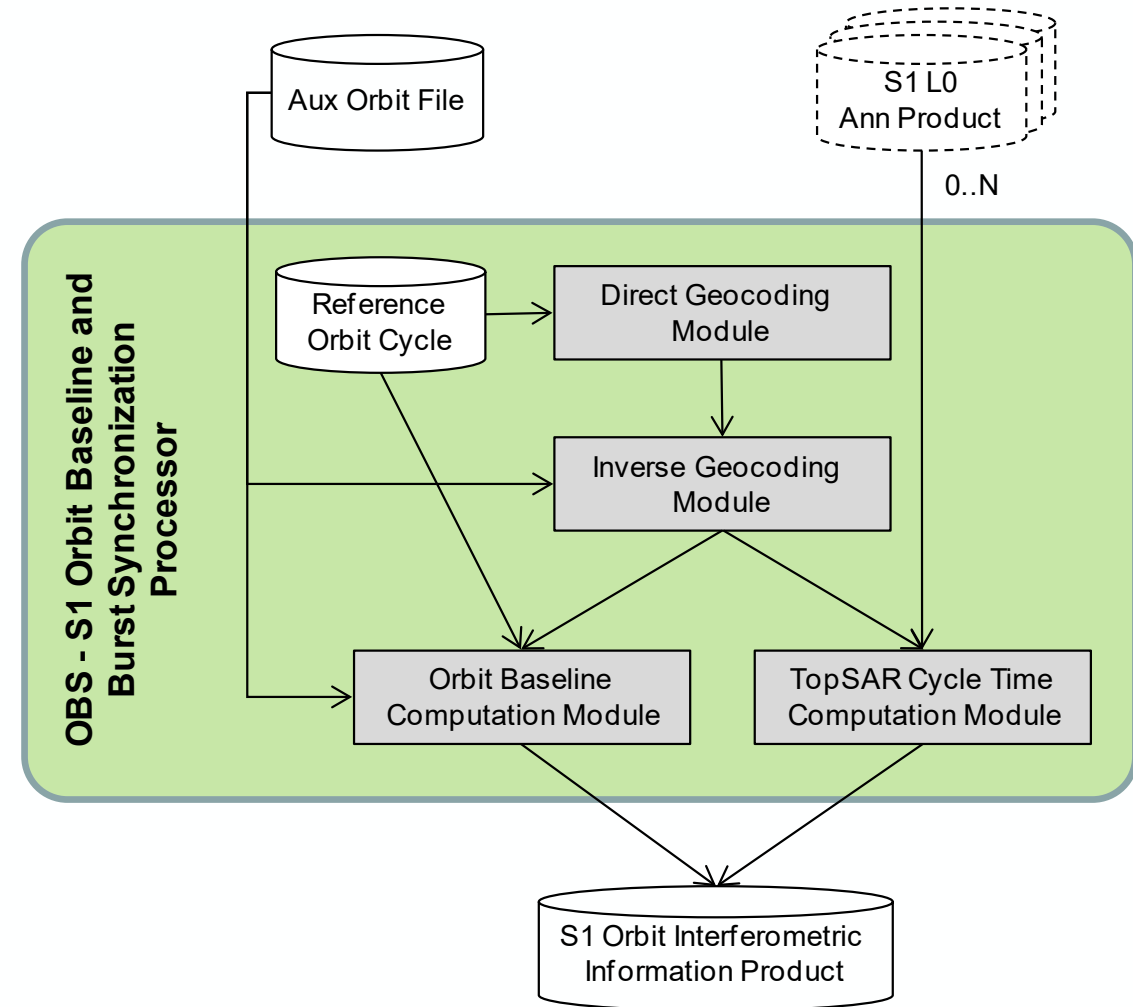 Aux Orbit File
S1 L0
Ann Product
0..N
OBS - S1 Orbit Baseline and
Burst Synchronization
Processor
Reference
Orbit Cycle
Direct Geocoding
Module
Inverse Geocoding
Module
Orbit Baseline
Computation Module
TopSAR Cycle Time
Computation Module
S1 Orbit Interferometric
Information Product